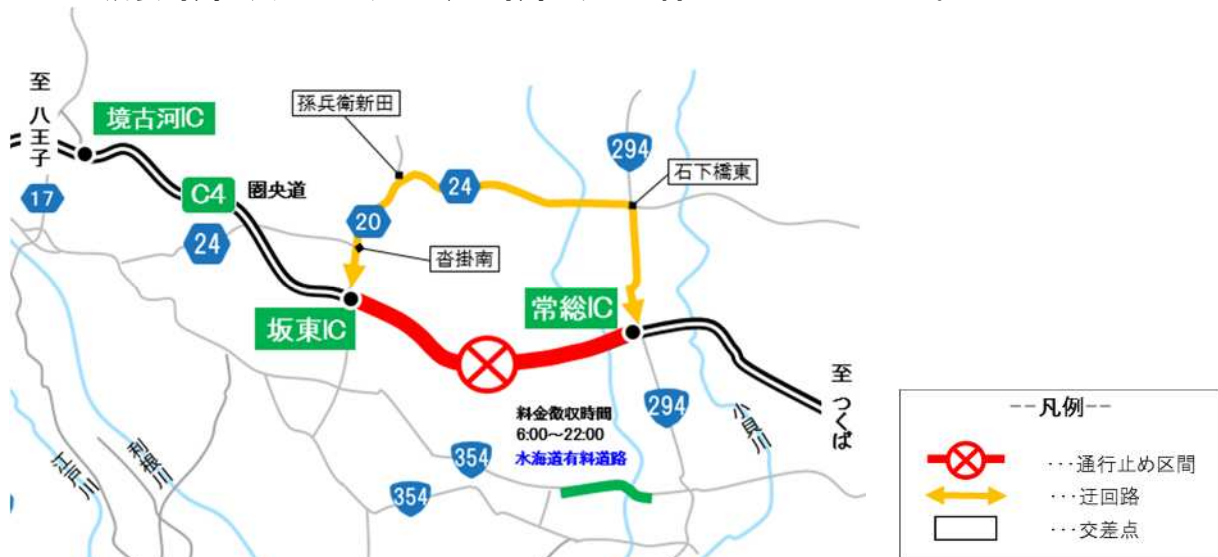 至 八王子
境古河IC
孫兵衛新田
294
石下橋東
C4
圏央道
24
17
20
24
沓掛南
坂東IC
常総IC
至 つくば
料金徴収時間
6:00～22:00
水海道有料道路
294
小貝川
354
354
利根川
--凡例--
･･･通行止め区間
･･･迂回路
･･･交差点